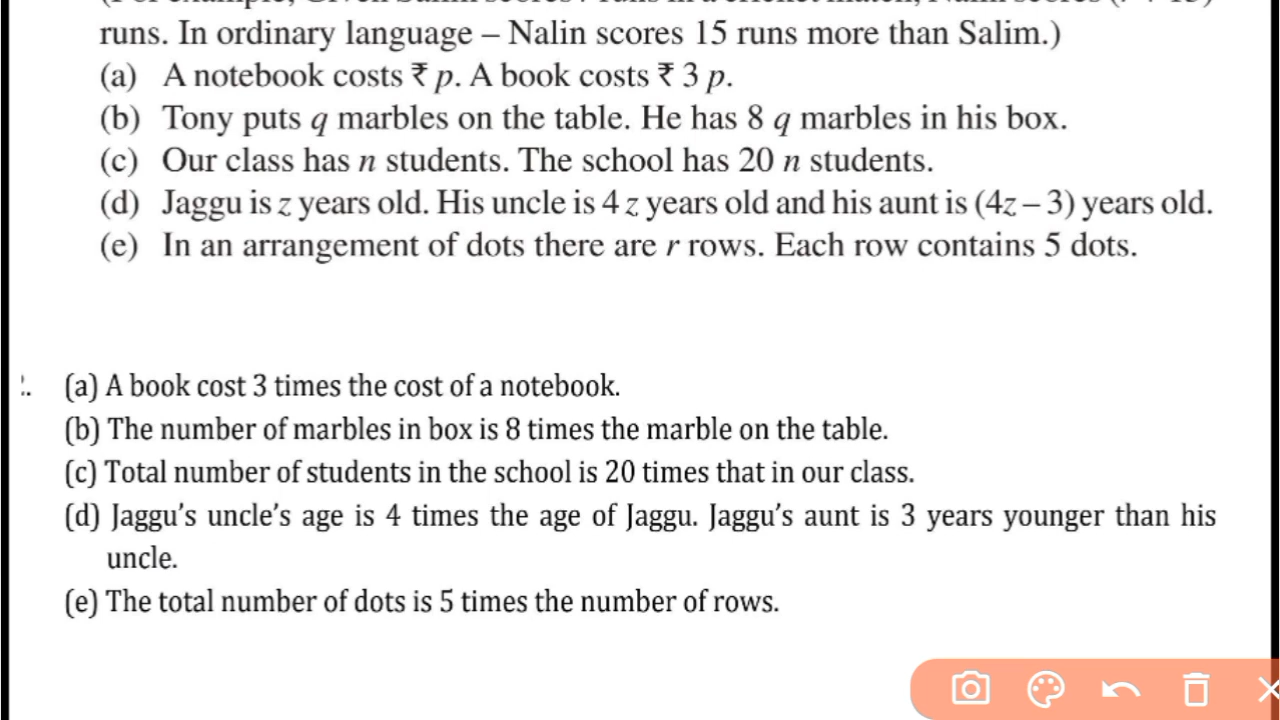 runs. In ordinary language – Nalin scores 15 runs more than Salim.)
(a) A notebook costs ₹ p. A book costs ₹ 3 p.
(b) Tony puts q marbles on the table. He has 8 q marbles in his box.
(c) Our class has n students. The school has 20 n students.
(d) Jaggu is z years old. His uncle is 4 z years old and his aunt is (4z – 3) years old.
(e) In an arrangement of dots there are r rows. Each row contains 5 dots.
(a) A book cost 3 times the cost of a notebook.
(b) The number of marbles in box is 8 times the marble on the table.
(c) Total number of students in the school is 20 times that in our class.
(d) Jaggu’s uncle’s age is 4 times the age of Jaggu. Jaggu’s aunt is 3 years younger than his
uncle.
(e) The total number of dots is 5 times the number of rows.